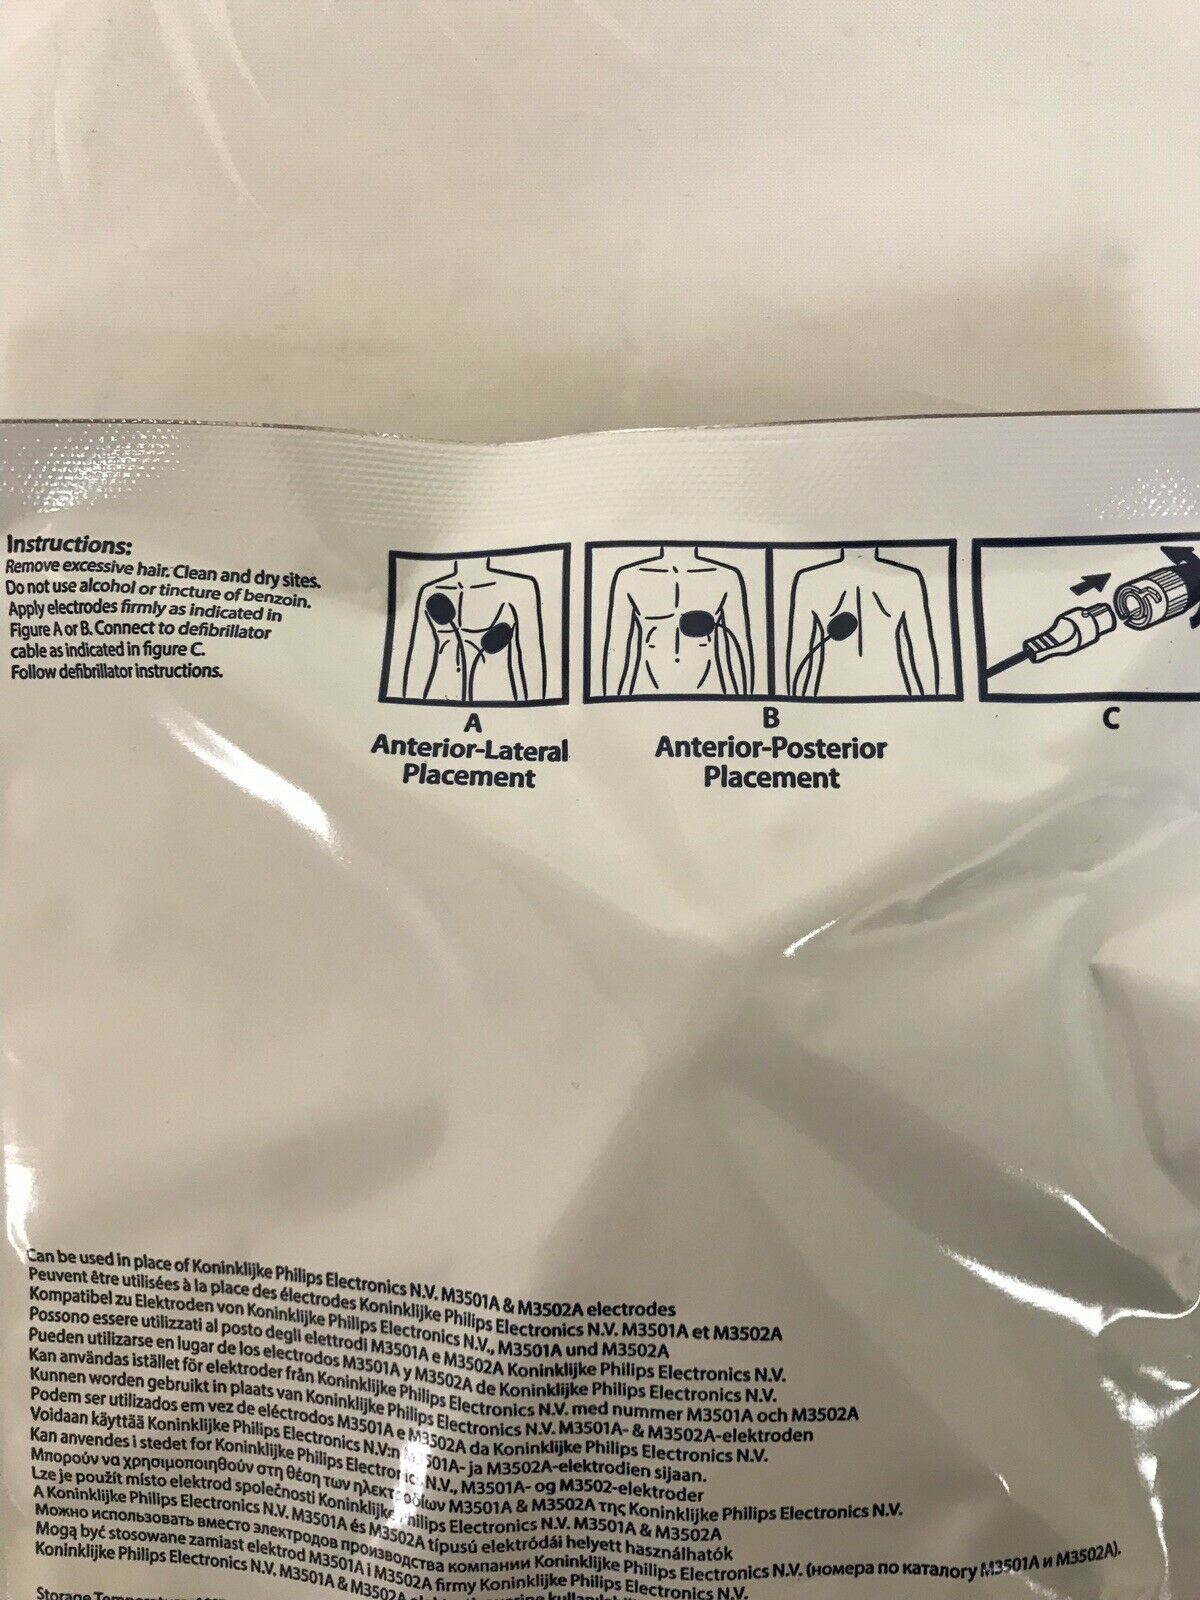 Instructions:
Remove excessive hair. Clean and dry sites.
Do not use alcohol or tincture of benzoin.
Apply electrodes firmly as indicated in
Figure A or B. Connect to defibrillator
cable as indicated in figure C.
Follow defibrillator instructions.
A
Anterior-Lateral
Placement
B
Anterior-Posterior
Placement
C
Can be used in place of Koninklijke Philips Electronics N.V. M3501A & M3502A electrodes
Peuvent être utilisées à la place des électrodes Koninklijke Philips Electronics N.V. M3501A et M3502A
Kompatibel zu Elektroden von Koninklijke Philips Electronics N.V., M3501A und M3502A
Possono essere utilizzati al posto degli elettrodi M3501A e M3502A Koninklijke Philips Electronics N.V.
Pueden utilizarse en lugar de los electrodos M3501A y M3502A de Koninklijke Philips Electronics N.V.
Kan användas istället för elektroder från Koninklijke Philips Electronics N.V. med nummer M3501A och M3502A
Kunnen worden gebruikt in plaats van Koninklijke Philips Electronics N.V. M3501A- & M3502A-elektroden
Podem ser utilizados em vez de eléctrodos M3501A e M3502A da Koninklijke Philips Electronics N.V.
Voidaan käyttää Koninklijke Philips Electronics N.V:n M3501A- ja M3502A-elektrodien sijaan.
Kan anvendes i stedet for Koninklijke Philips Electronics N.V., M3501A- og M3502-elektroder
Μπορούν να χρησιμοποιηθούν στη θέση των ηλεκτροδίων M3501A & M3502A της Koninklijke Philips Electronics N.V.
Lze je použít místo elektrod společnosti Koninklijke Philips Electronics N.V. M3501A & M3502A
A Koninklijke Philips Electronics N.V. M3501A és M3502A típusú elektródái helyett használhatók
Можно использовать вместо электродов производства компании Koninklijke Philips Electronics N.V. (номера по каталогу M3501A и M3502A).
Mogą być stosowane zamiast elektrod M3501A i M3502A firmy Koninklijke Philips Electronics N.V.
Koninklijke Philips Electronics N.V. M3501A & M3502A
Storage